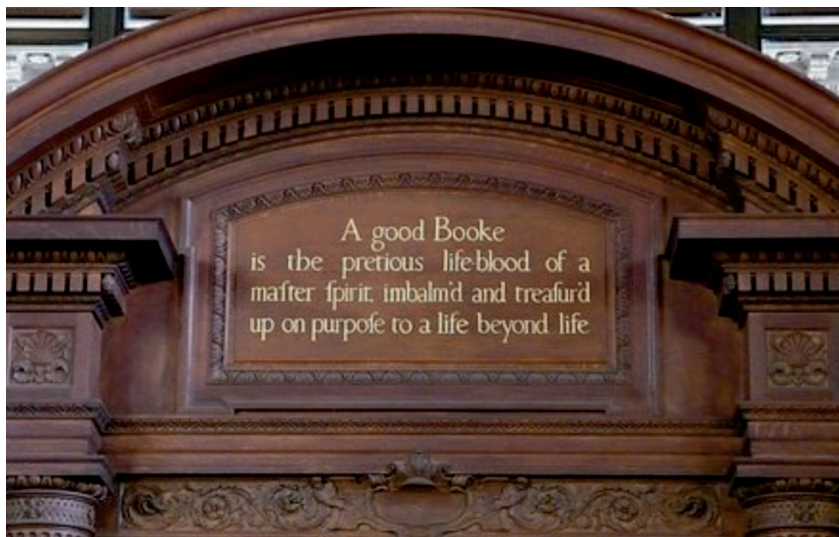 A good Booke
is the pretious life·blood of a
maſter ſpirit, imbalm'd and treaſur'd
up on purpoſe to a life beyond life